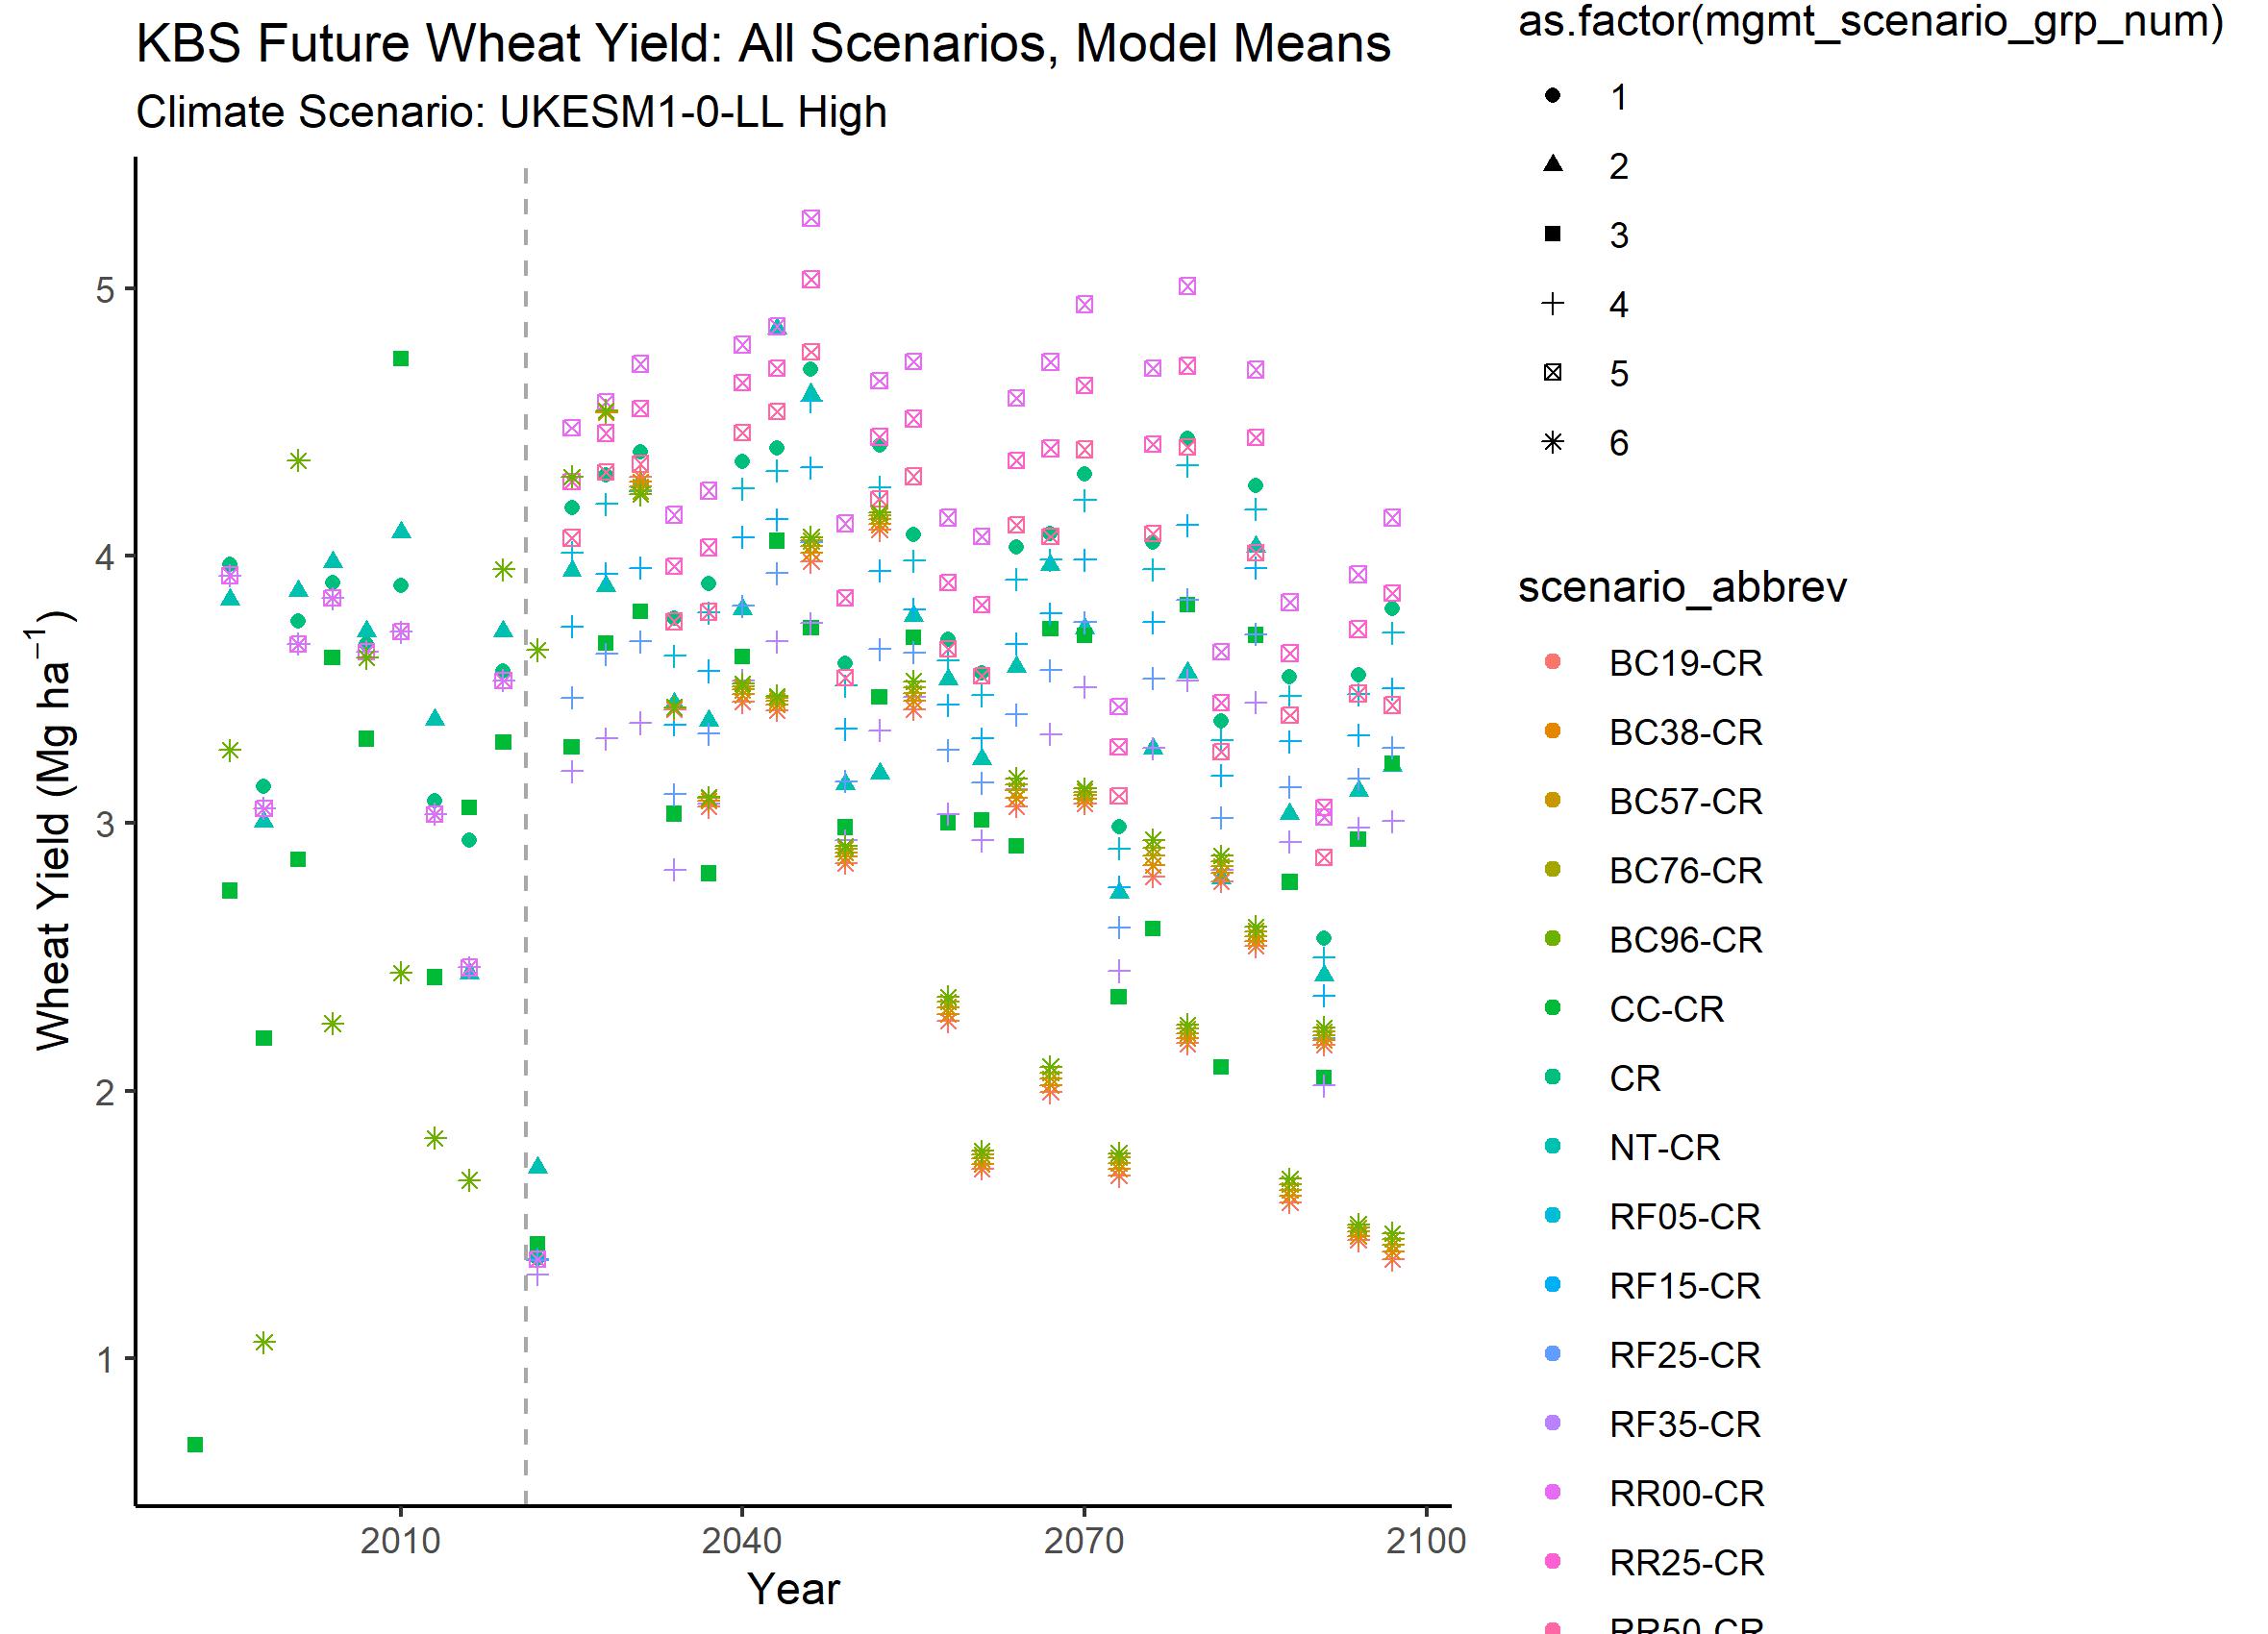 KBS Future Wheat Yield: All Scenarios, Model Means
Climate Scenario: UKESM1-0-LL High
Wheat Yield (Mg ha⁻¹)
5
4
3
2
1
2010
2040
2070
2100
Year
as.factor(mgmt_scenario_grp_num)
1
2
3
4
5
6
scenario_abbrev
BC19-CR
BC38-CR
BC57-CR
BC76-CR
BC96-CR
CC-CR
CR
NT-CR
RF05-CR
RF15-CR
RF25-CR
RF35-CR
RR00-CR
RR25-CR
RR50-CR